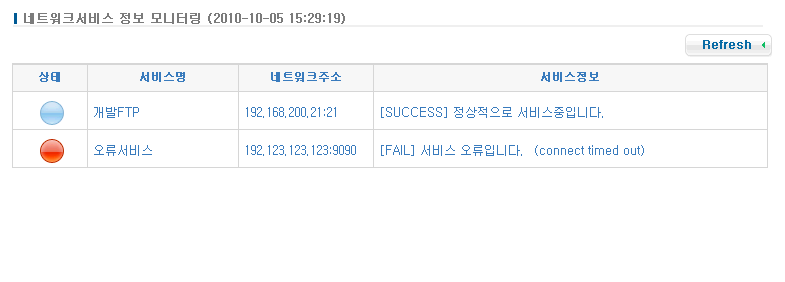 네트워크서비스 정보 모니터링 (2010-10-05 15:29:19)
Refresh
상태 서비스명 네트워크주소 서비스정보
개발FTP 192.168.200.21:21 [SUCCESS] 정상적으로 서비스중입니다.
오류서비스 192.123.123.123:9090 [FAIL] 서비스 오류입니다. (connect timed out)